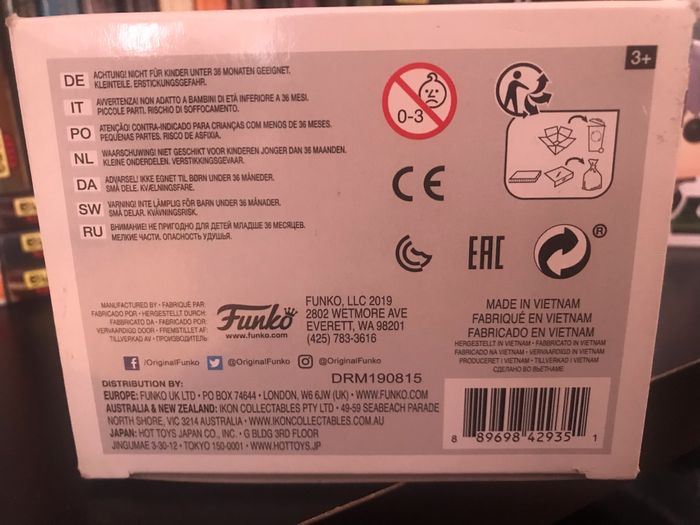 3+
DE ACHTUNG! NICHT FÜR KINDER UNTER 36 MONATEN GEEIGNET.
KLEINTEILE. ERSTICKUNGSGEFAHR.
IT AVVERTENZA! NON ADATTO A BAMBINI DI ETÀ INFERIORE A 36 MESI.
PICCOLE PARTI. RISCHIO DI SOFFOCAMENTO.
PO ATENÇÃO! CONTRA-INDICADO PARA CRIANÇAS COM MENOS DE 36 MESES.
PEQUENAS PARTES. RISCO DE ASFIXIA.
NL WAARSCHUWING! NIET GESCHIKT VOOR KINDEREN JONGER DAN 36 MAANDEN.
KLEINE ONDERDELEN. VERSTIKKINGSGEVAAR.
DA ADVARSEL! IKKE EGNET TIL BØRN UNDER 36 MÅNEDER.
SMÅ DELE. KVÆLNINGSFARE.
SW VARNING! INTE LÄMPLIG FÖR BARN UNDER 36 MÅNADER.
SMÅ DELAR. KVÄVNINGSRISK.
RU ВНИМАНИЕ! НЕ ПРИГОДНО ДЛЯ ДЕТЕЙ МЛАДШЕ 36 МЕСЯЦЕВ.
МЕЛКИЕ ЧАСТИ. ОПАСНОСТЬ УДУШЬЯ.
0-3
CE
EAC
®
MANUFACTURED BY • FABRIQUÉ PAR:
FABRICADO POR: • HERGESTELLT DURCH:
FABBRICATO DA • FABRICADO POR:
VERVAARDIGD DOOR • FREMSTILLET AF:
TILLVERKAD AV • ПРОИЗВОДИТЕЛЬ:
Funko
www.funko.com
FUNKO, LLC 2019
2802 WETMORE AVE
EVERETT, WA 98201
(425) 783-3616
MADE IN VIETNAM
FABRIQUÉ EN VIETNAM
FABRICADO EN VIETNAM
HERGESTELLT IN VIETNAM • FABBRICATO IN VIETNAM
FABRICADO NA VIETNAM • VERVAARDIGD IN VIETNAM
PRODUCERET I VIETNAM • TILLVERKAD I VIETNAM
СДЕЛАНО ВО ВЬЕТНАМЕ
/OriginalFunko @OriginalFunko @OriginalFunko
DRM190815
DISTRIBUTION BY:
EUROPE: FUNKO UK LTD • PO BOX 74644 • LONDON, W6 6JW (UK) • WWW.FUNKO.COM
AUSTRALIA & NEW ZEALAND: IKON COLLECTABLES PTY LTD • 49-59 SEABEACH PARADE
NORTH SHORE, VIC 3214 AUSTRALIA • WWW.IKONCOLLECTABLES.COM.AU
JAPAN: HOT TOYS JAPAN CO., INC. • G BLDG 3RD FLOOR
JINGUMAE 3-30-12 • TOKYO 150-0001 • WWW.HOTTOYS.JP
8 89698 42935 1